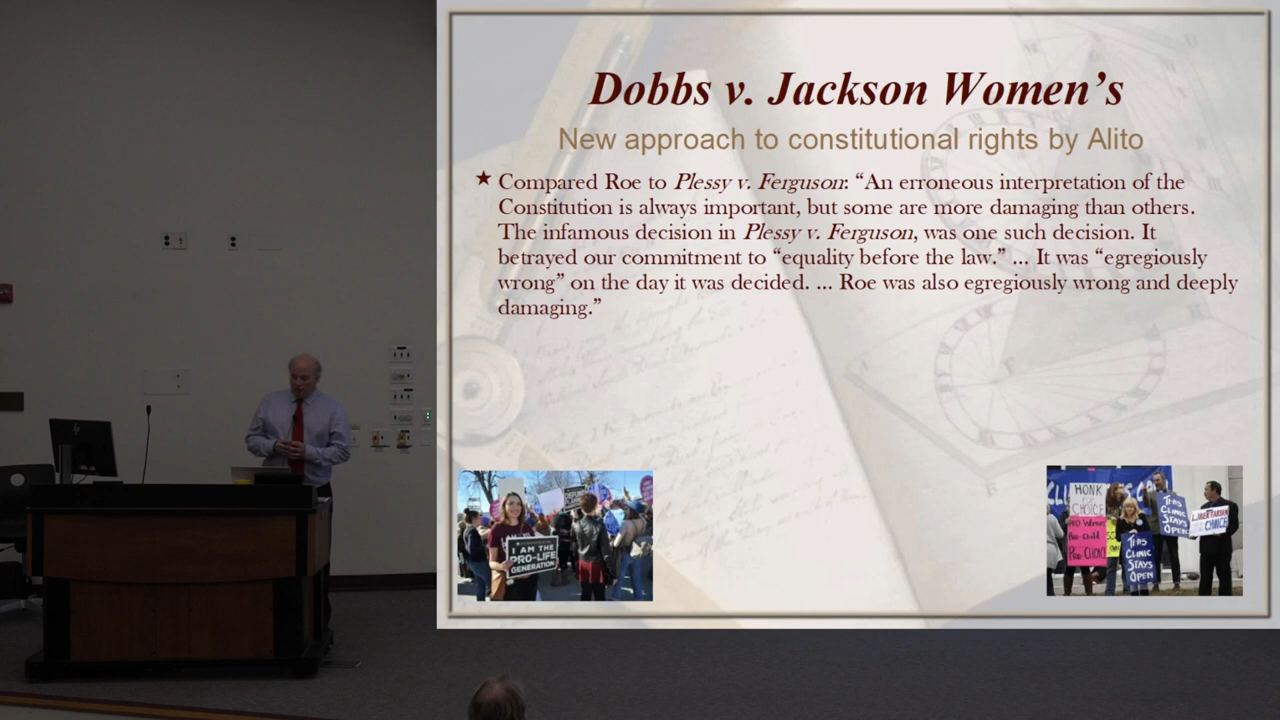 Dobbs v. Jackson Women’s
New approach to constitutional rights by Alito
★ Compared Roe to Plessy v. Ferguson: “An erroneous interpretation of the
Constitution is always important, but some are more damaging than others.
The infamous decision in Plessy v. Ferguson, was one such decision. It
betrayed our commitment to “equality before the law.” ... It was “egregiously
wrong” on the day it was decided. ... Roe was also egregiously wrong and deeply
damaging.”
I AM THE
PRO-LIFE
GENERATION
HONK
CHOICE
Pro-Child
Pro-CHOICE
THIS
CLINIC
STAYS
OPEN
THIS
CLINIC
STAYS
OPEN
CHOICE